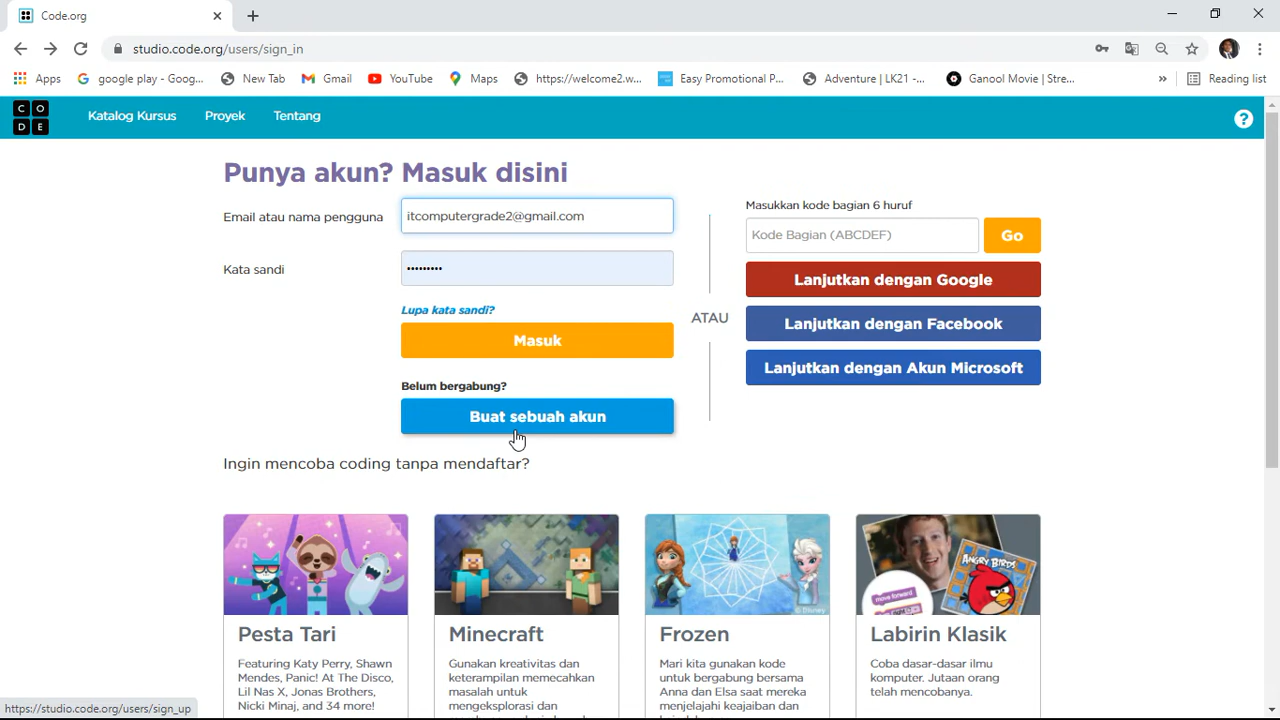 Code.org
studio.code.org/users/sign_in
Apps
google play - Goog...
New Tab
Gmail
YouTube
Maps
https://welcome2.w...
Easy Promotional P...
Adventure | LK21 -...
Ganool Movie | Stre...
»
Reading list
C O
D E
Katalog Kursus
Proyek
Tentang
?
Punya akun? Masuk disini
Email atau nama pengguna
itcomputergrade2@gmail.com
Kata sandi
•••••••••
Lupa kata sandi?
Masuk
Belum bergabung?
Buat sebuah akun
ATAU
Masukkan kode bagian 6 huruf
Kode Bagian (ABCDEF)
Go
Lanjutkan dengan Google
Lanjutkan dengan Facebook
Lanjutkan dengan Akun Microsoft
Ingin mencoba coding tanpa mendaftar?
© Disney
move forward
ANGRY BIRDS
Pesta Tari
Featuring Katy Perry, Shawn
Mendes, Panic! At The Disco,
Lil Nas X, Jonas Brothers,
Nicki Minaj, and 34 more!
Minecraft
Gunakan kreativitas dan
keterampilan memecahkan
masalah untuk
mengeksplorasi dan
Frozen
Mari kita gunakan kode
untuk bergabung bersama
Anna dan Elsa saat mereka
menjelajahi keajaiban dan
Labirin Klasik
Coba dasar-dasar ilmu
komputer. Jutaan orang
telah mencobanya.
https://studio.code.org/users/sign_up